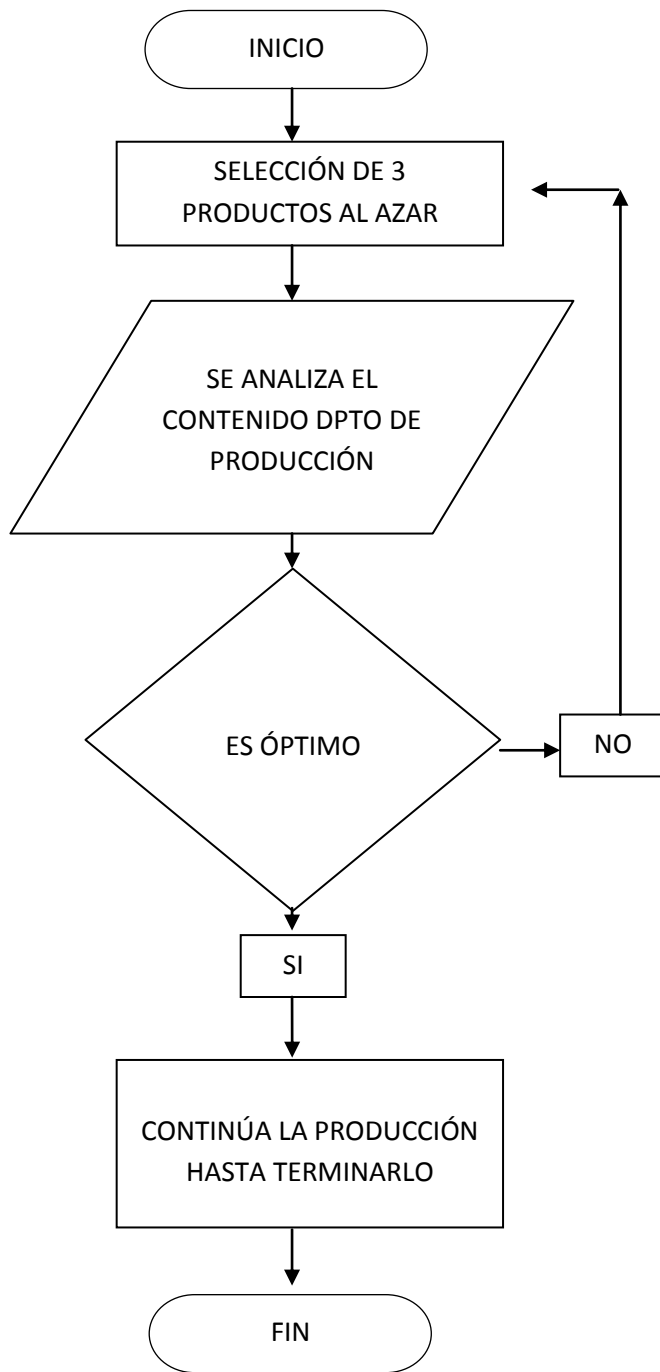 INICIO
SELECCIÓN DE 3
PRODUCTOS AL AZAR
SE ANALIZA EL
CONTENIDO DPTO DE
PRODUCCIÓN
ES ÓPTIMO
NO
SI
CONTINÚA LA PRODUCCIÓN
HASTA TERMINARLO
FIN